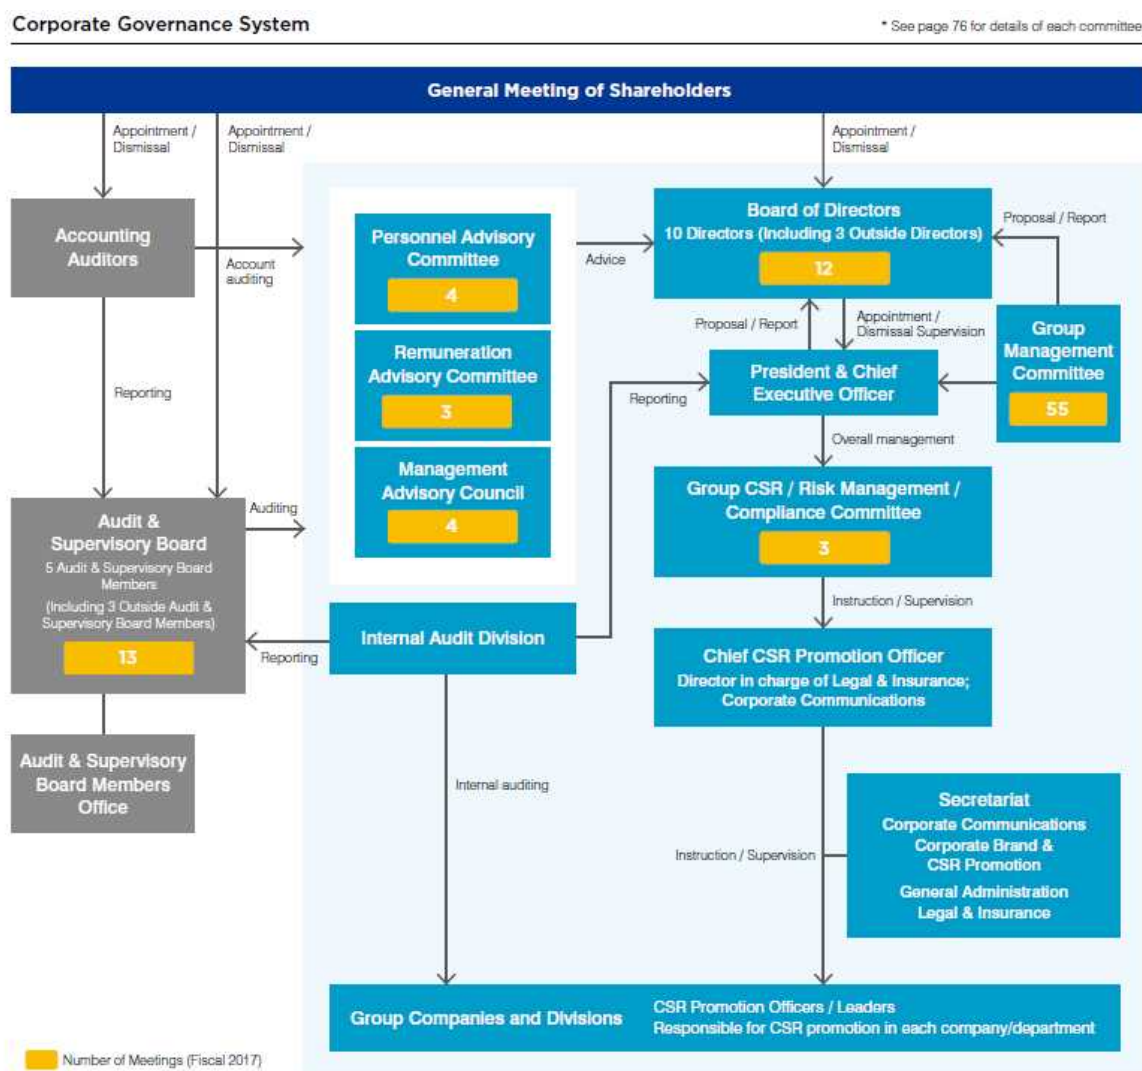 Corporate Governance System
* See page 76 for details of each committee
General Meeting of Shareholders
Appointment /
Dismissal
Appointment /
Dismissal
Appointment /
Dismissal
Accounting
Auditors
Account
auditing
Reporting
Personnel Advisory
Committee
4
Remuneration
Advisory Committee
3
Management
Advisory Council
4
Advice
Board of Directors
10 Directors (Including 3 Outside Directors)
12
Proposal / Report
Proposal / Report
Appointment /
Dismissal Supervision
Group
Management
Committee
55
President & Chief
Executive Officer
Reporting
Overall management
Group CSR / Risk Management /
Compliance Committee
3
Auditing
Audit &
Supervisory Board
5 Audit & Supervisory Board
Members
(Including 3 Outside Audit &
Supervisory Board Members)
13
Reporting
Internal Audit Division
Instruction / Supervision
Chief CSR Promotion Officer
Director in charge of Legal & Insurance;
Corporate Communications
Audit & Supervisory
Board Members
Office
Internal auditing
Instruction / Supervision
Secretariat
Corporate Communications
Corporate Brand &
CSR Promotion
General Administration
Legal & Insurance
Group Companies and Divisions
CSR Promotion Officers / Leaders
Responsible for CSR promotion in each company/department
Number of Meetings (Fiscal 2017)